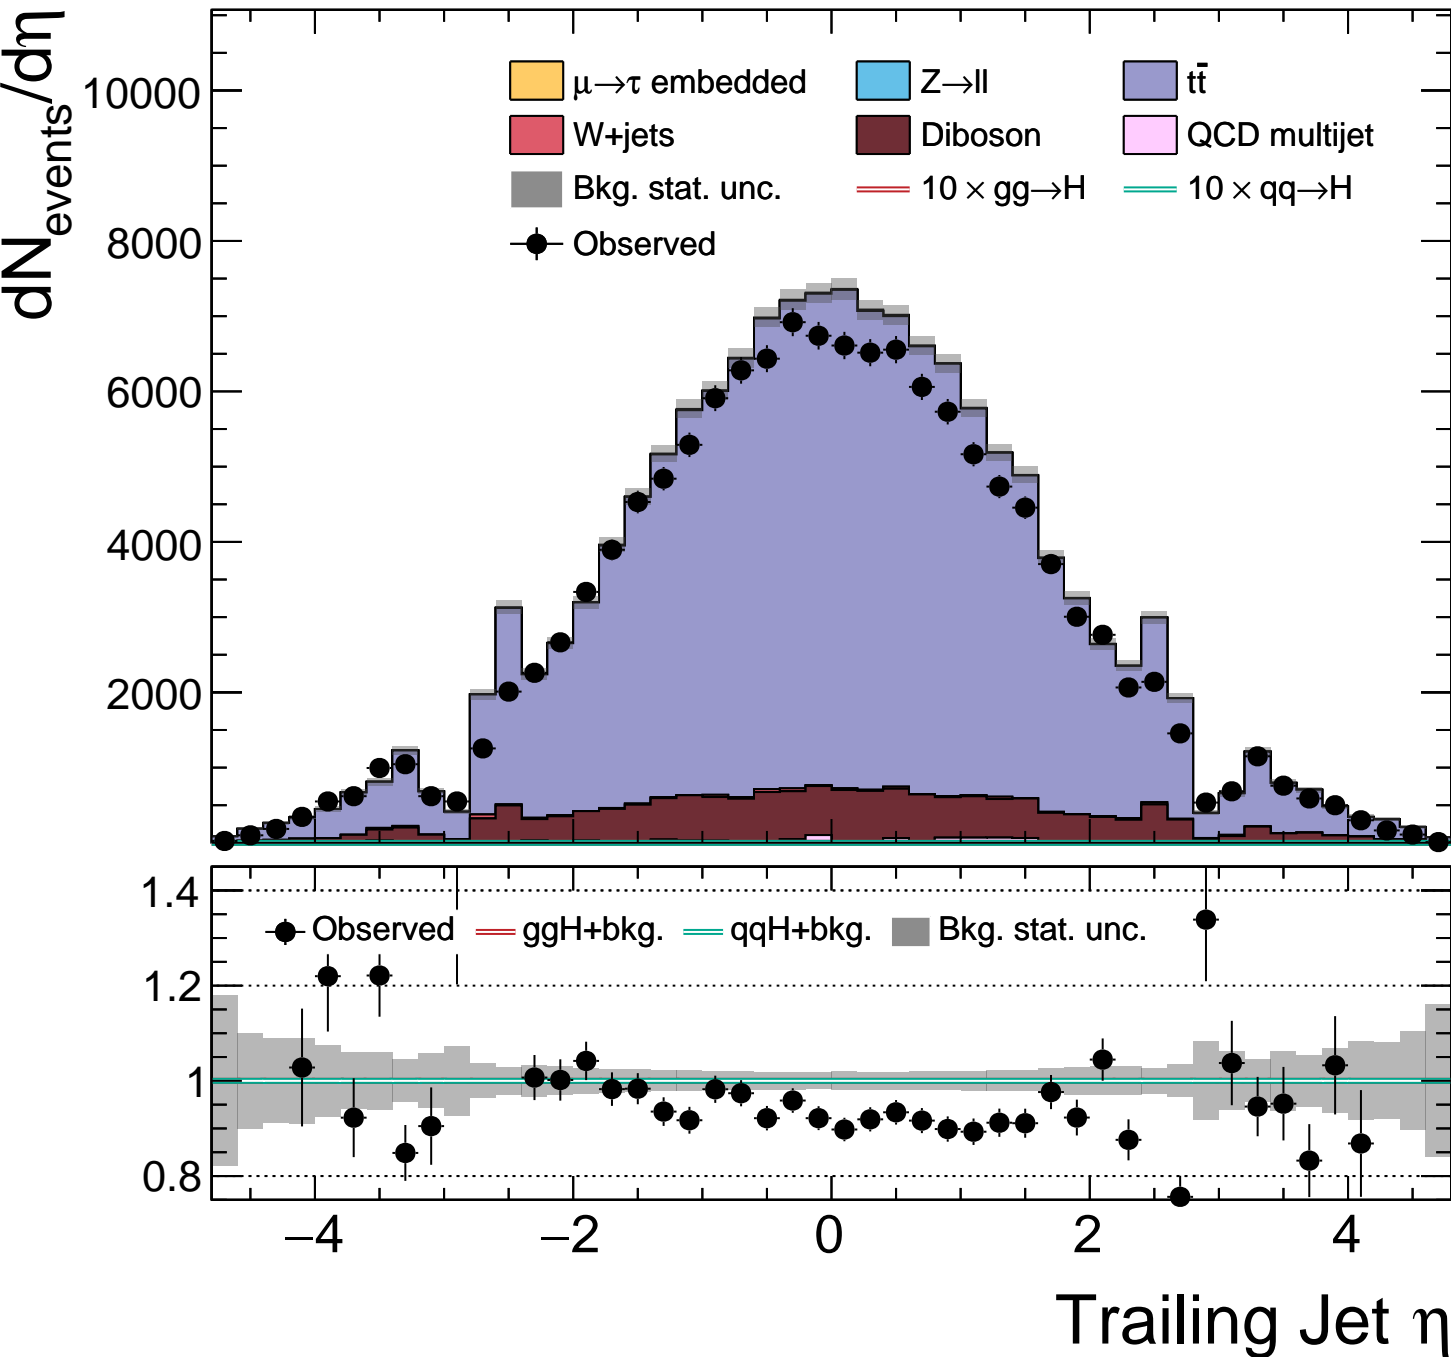 dN_events/dη
10000
8000
6000
4000
2000
μ→τ embedded Z→ll tt̄
W+jets Diboson QCD multijet
Bkg. stat. unc. 10 × gg→H 10 × qq→H
Observed
1.4
1.2
1
0.8
Observed ggH+bkg. qqH+bkg. Bkg. stat. unc.
−4 −2 0 2 4
Trailing Jet η